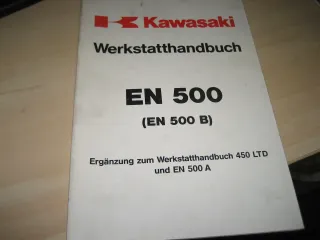 Kawasaki
Werkstatthandbuch
EN 500
(EN 500 B)
Ergänzung zum Werkstatthandbuch 450 LTD
und EN 500 A